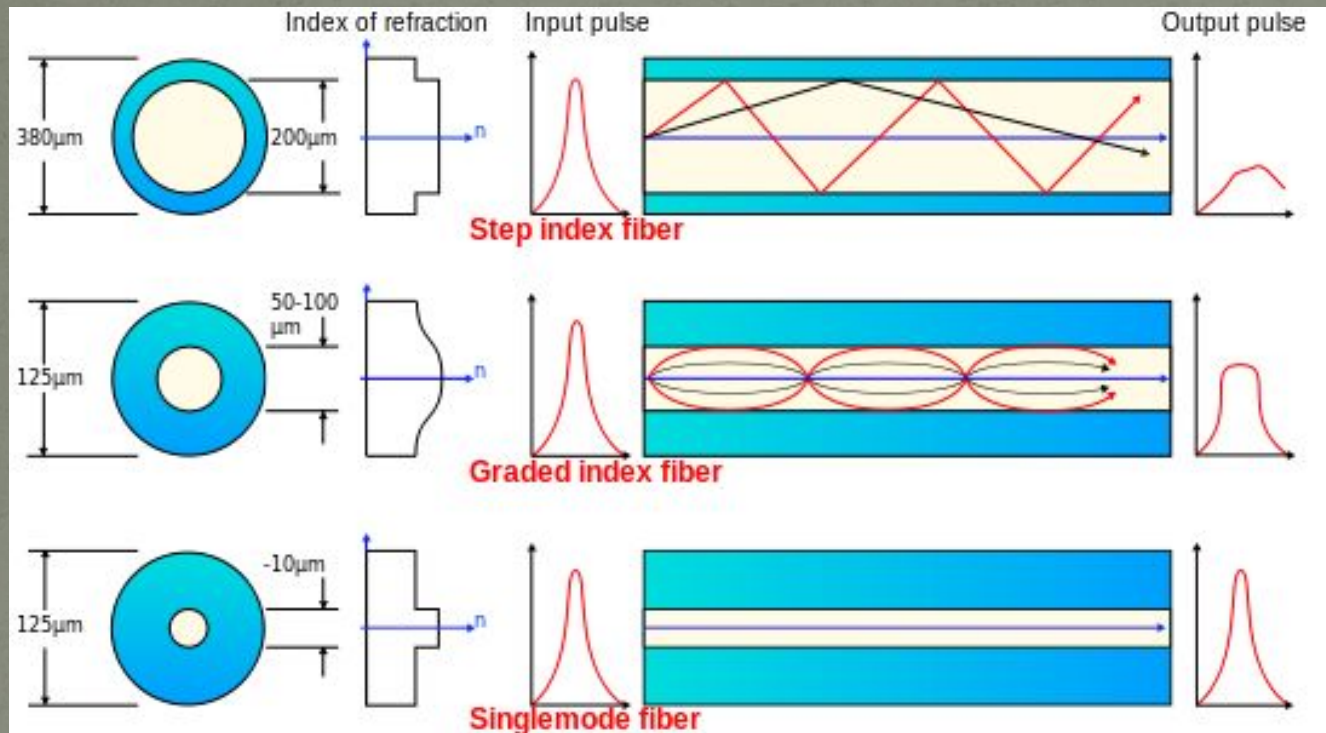 Index of refraction
Input pulse
Output pulse
380µm
200µm
n
Step index fiber
50-100
µm
125µm
n
Graded index fiber
-10µm
125µm
n
Singlemode fiber